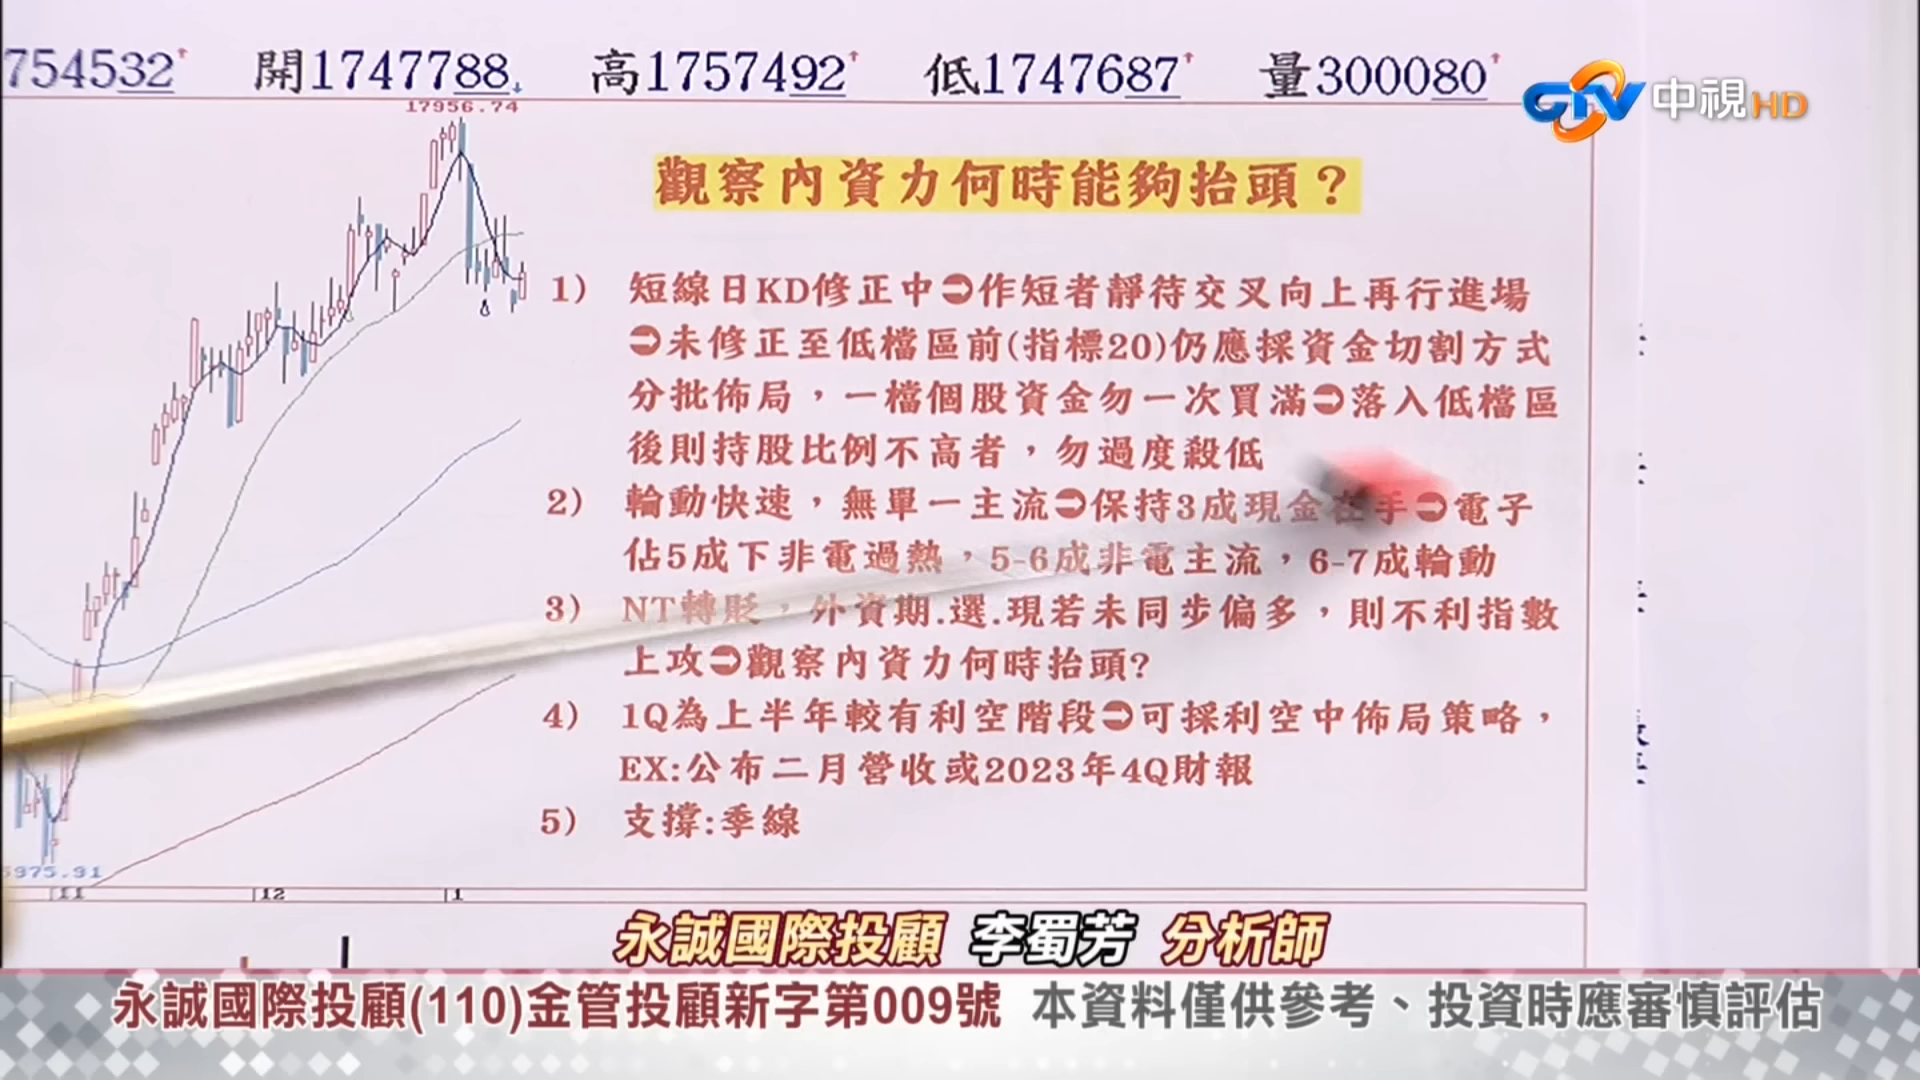 754532↑ 開1747788↓ 高1757492↑ 低1747687↑ 量300080↑
CTV 中視HD
17956.74
觀察內資力何時能夠抬頭？
1) 短線日KD修正中➲作短者靜待交叉向上再行進場
➲未修正至低檔區前(指標20)仍應採資金切割方式
分批佈局，一檔個股資金勿一次買滿➲落入低檔區
後則持股比例不高者，勿過度殺低
2) 輪動快速，無單一主流➲保持3成現金在手➲電子
佔5成下非電過熱，5-6成非電主流，6-7成輪動
3) NT轉貶，外資期.選.現若未同步偏多，則不利指數
上攻➲觀察內資力何時抬頭?
4) 1Q為上半年較有利空階段➲可採利空中佈局策略，
EX:公布二月營收或2023年4Q財報
5) 支撐:季線
5975.91
11 12 1
永誠國際投顧 李蜀芳 分析師
永誠國際投顧(110)金管投顧新字第009號 本資料僅供參考、投資時應審慎評估